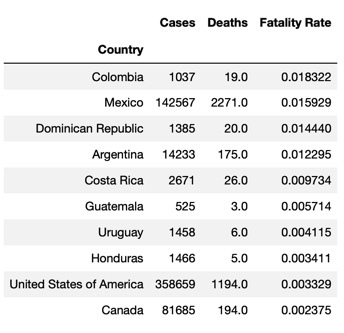 Cases Deaths Fatality Rate
Country
Colombia 1037 19.0 0.018322
Mexico 142567 2271.0 0.015929
Dominican Republic 1385 20.0 0.014440
Argentina 14233 175.0 0.012295
Costa Rica 2671 26.0 0.009734
Guatemala 525 3.0 0.005714
Uruguay 1458 6.0 0.004115
Honduras 1466 5.0 0.003411
United States of America 358659 1194.0 0.003329
Canada 81685 194.0 0.002375